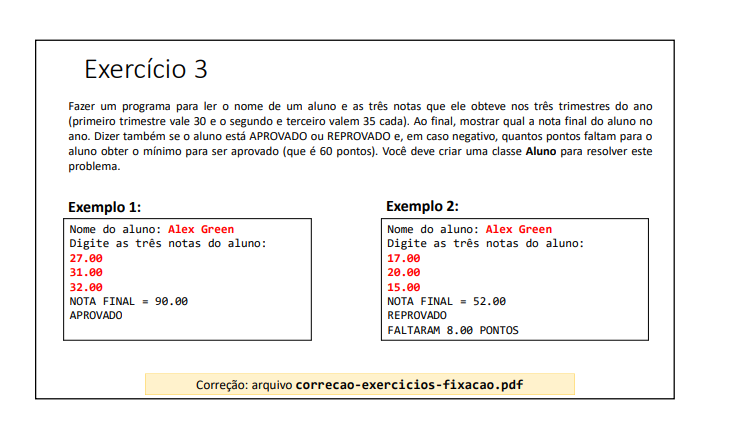 Exercício 3
Fazer um programa para ler o nome de um aluno e as três notas que ele obteve nos três trimestres do ano
(primeiro trimestre vale 30 e o segundo e terceiro valem 35 cada). Ao final, mostrar qual a nota final do aluno no
ano. Dizer também se o aluno está APROVADO ou REPROVADO e, em caso negativo, quantos pontos faltam para o
aluno obter o mínimo para ser aprovado (que é 60 pontos). Você deve criar uma classe Aluno para resolver este
problema.
Exemplo 1:
Nome do aluno: Alex Green
Digite as três notas do aluno:
27.00
31.00
32.00
NOTA FINAL = 90.00
APROVADO
Exemplo 2:
Nome do aluno: Alex Green
Digite as três notas do aluno:
17.00
20.00
15.00
NOTA FINAL = 52.00
REPROVADO
FALTARAM 8.00 PONTOS
Correção: arquivo correcao-exercicios-fixacao.pdf